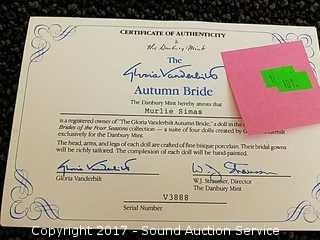 CERTIFICATE OF AUTHENTICITY
The Danbury Mint
The
Gloria Vanderbilt
Autumn Bride
The Danbury Mint hereby attests that
Murlie Simas
is a registered owner of "The Gloria Vanderbilt Autumn Bride," a doll in the
Brides of the Four Seasons collection — a suite of four dolls created by Gloria
exclusively for the Danbury Mint.
The head, arms, and legs of each doll are crafted of fine bisque porcelain. Their bridal gowns
will be richly tailored. The complexion of each doll will be hand-painted.
Gloria Vanderbilt
Gloria Vanderbilt
W.J. Director
The Danbury Mint
V3888
Serial Number
Copyright 2017 - Sound Auction Service